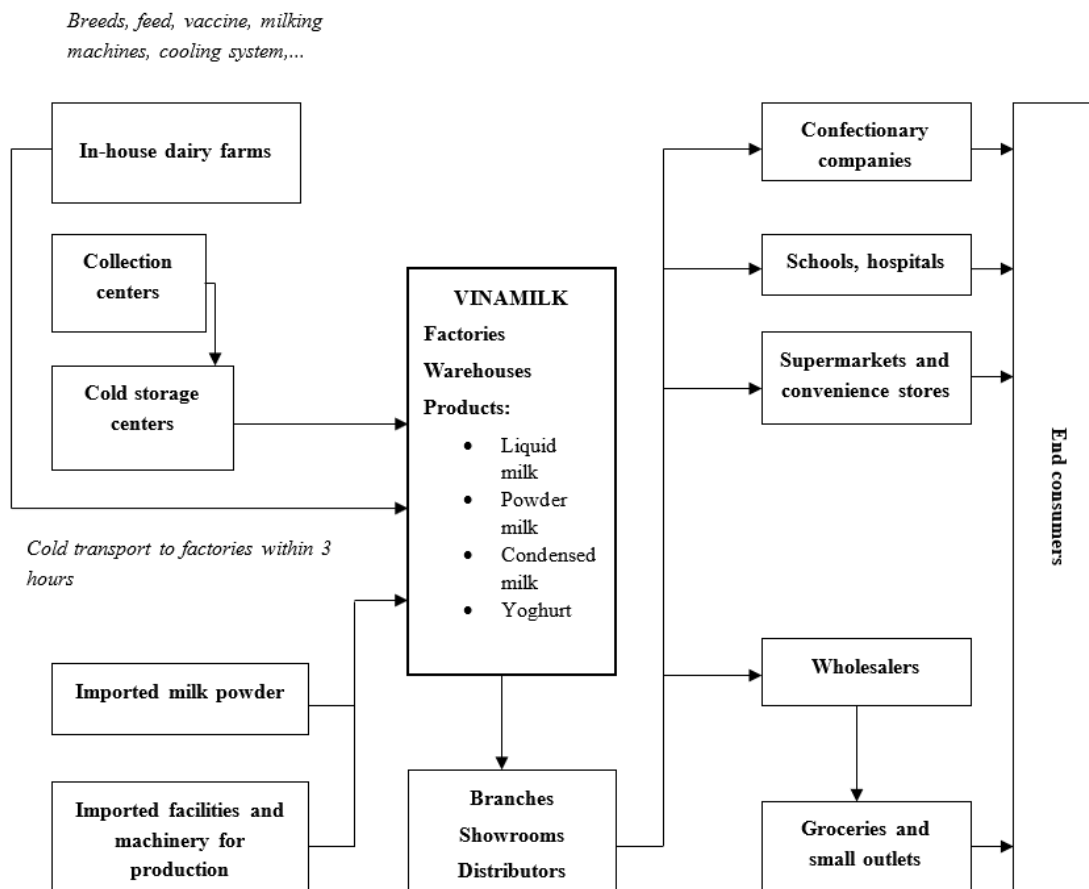 Breeds, feed, vaccine, milking
machines, cooling system,...
In-house dairy farms
Collection
centers
Cold storage
centers
Cold transport to factories within 3
hours
Imported milk powder
Imported facilities and
machinery for
production
VINAMILK
Factories
Warehouses
Products:
• Liquid
milk
• Powder
milk
• Condensed
milk
• Yoghurt
Branches
Showrooms
Distributors
Confectionary
companies
Schools, hospitals
Supermarkets and
convenience stores
Wholesalers
Groceries and
small outlets
End consumers